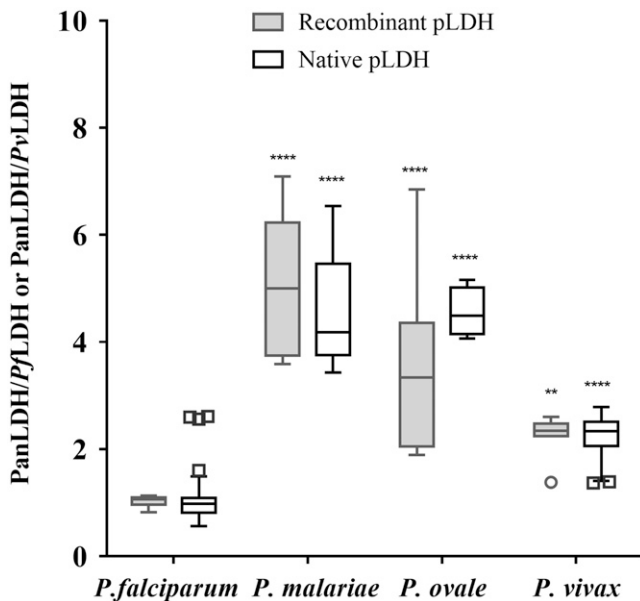 10
Recombinant pLDH
Native pLDH
8
6
4
2
0
PanLDH/PfLDH or PanLDH/PvLDH
****
****
****
****
**
****
P.falciparum
P. malariae
P. ovale
P. vivax